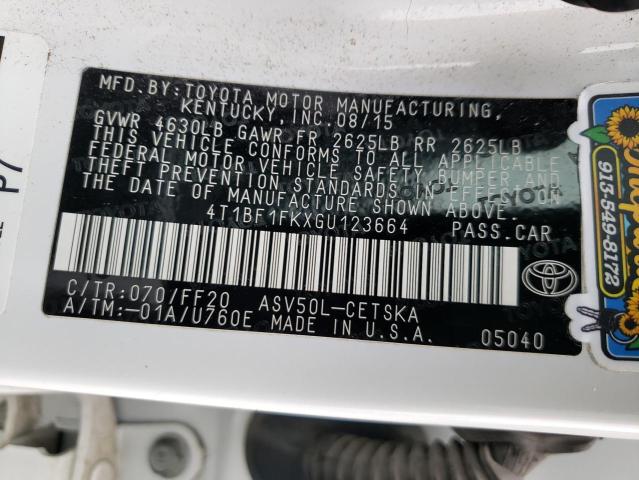 MFD.BY:TOYOTA MOTOR MANUFACTURING,
KENTUCKY, INC. 08/15
GVWR 4630LB GAWR FR 2625LB RR 2625LB
THIS VEHICLE CONFORMS TO ALL APPLICABLE
FEDERAL MOTOR VEHICLE SAFETY, BUMPER AND
THEFT PREVENTION STANDARDS IN EFFECT ON
THE DATE OF MANUFACTURE SHOWN ABOVE.
4T1BF1FKXGU123664 PASS.CAR
C/TR:070/FF20 ASV50L-CETSKA
A/TM:-01A/U760E MADE IN U.S.A.
05040
TOYOTA
913-549-8172
P7